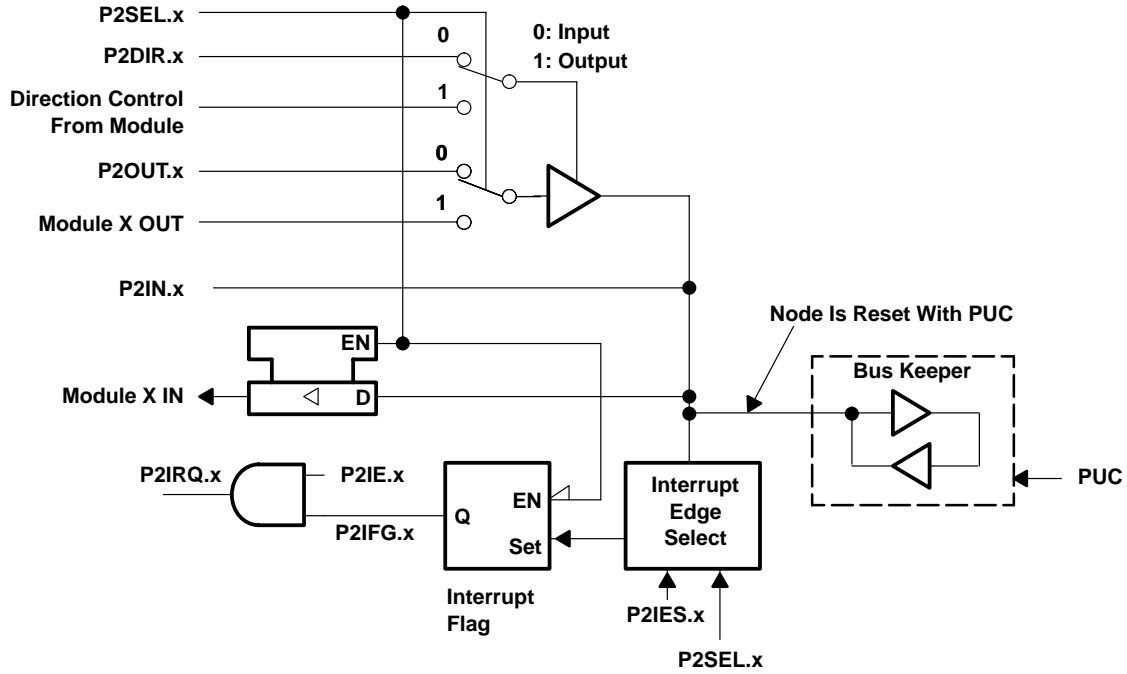 P2SEL.x
0
0: Input
1: Output
P2DIR.x
1
Direction Control
From Module
0
P2OUT.x
1
Module X OUT
P2IN.x
Node Is Reset With PUC
EN
Bus Keeper
Module X IN
D
P2IRQ.x
P2IE.x
PUC
Interrupt
Edge
Select
EN
Q
P2IFG.x
Set
Interrupt
Flag
P2IES.x
P2SEL.x